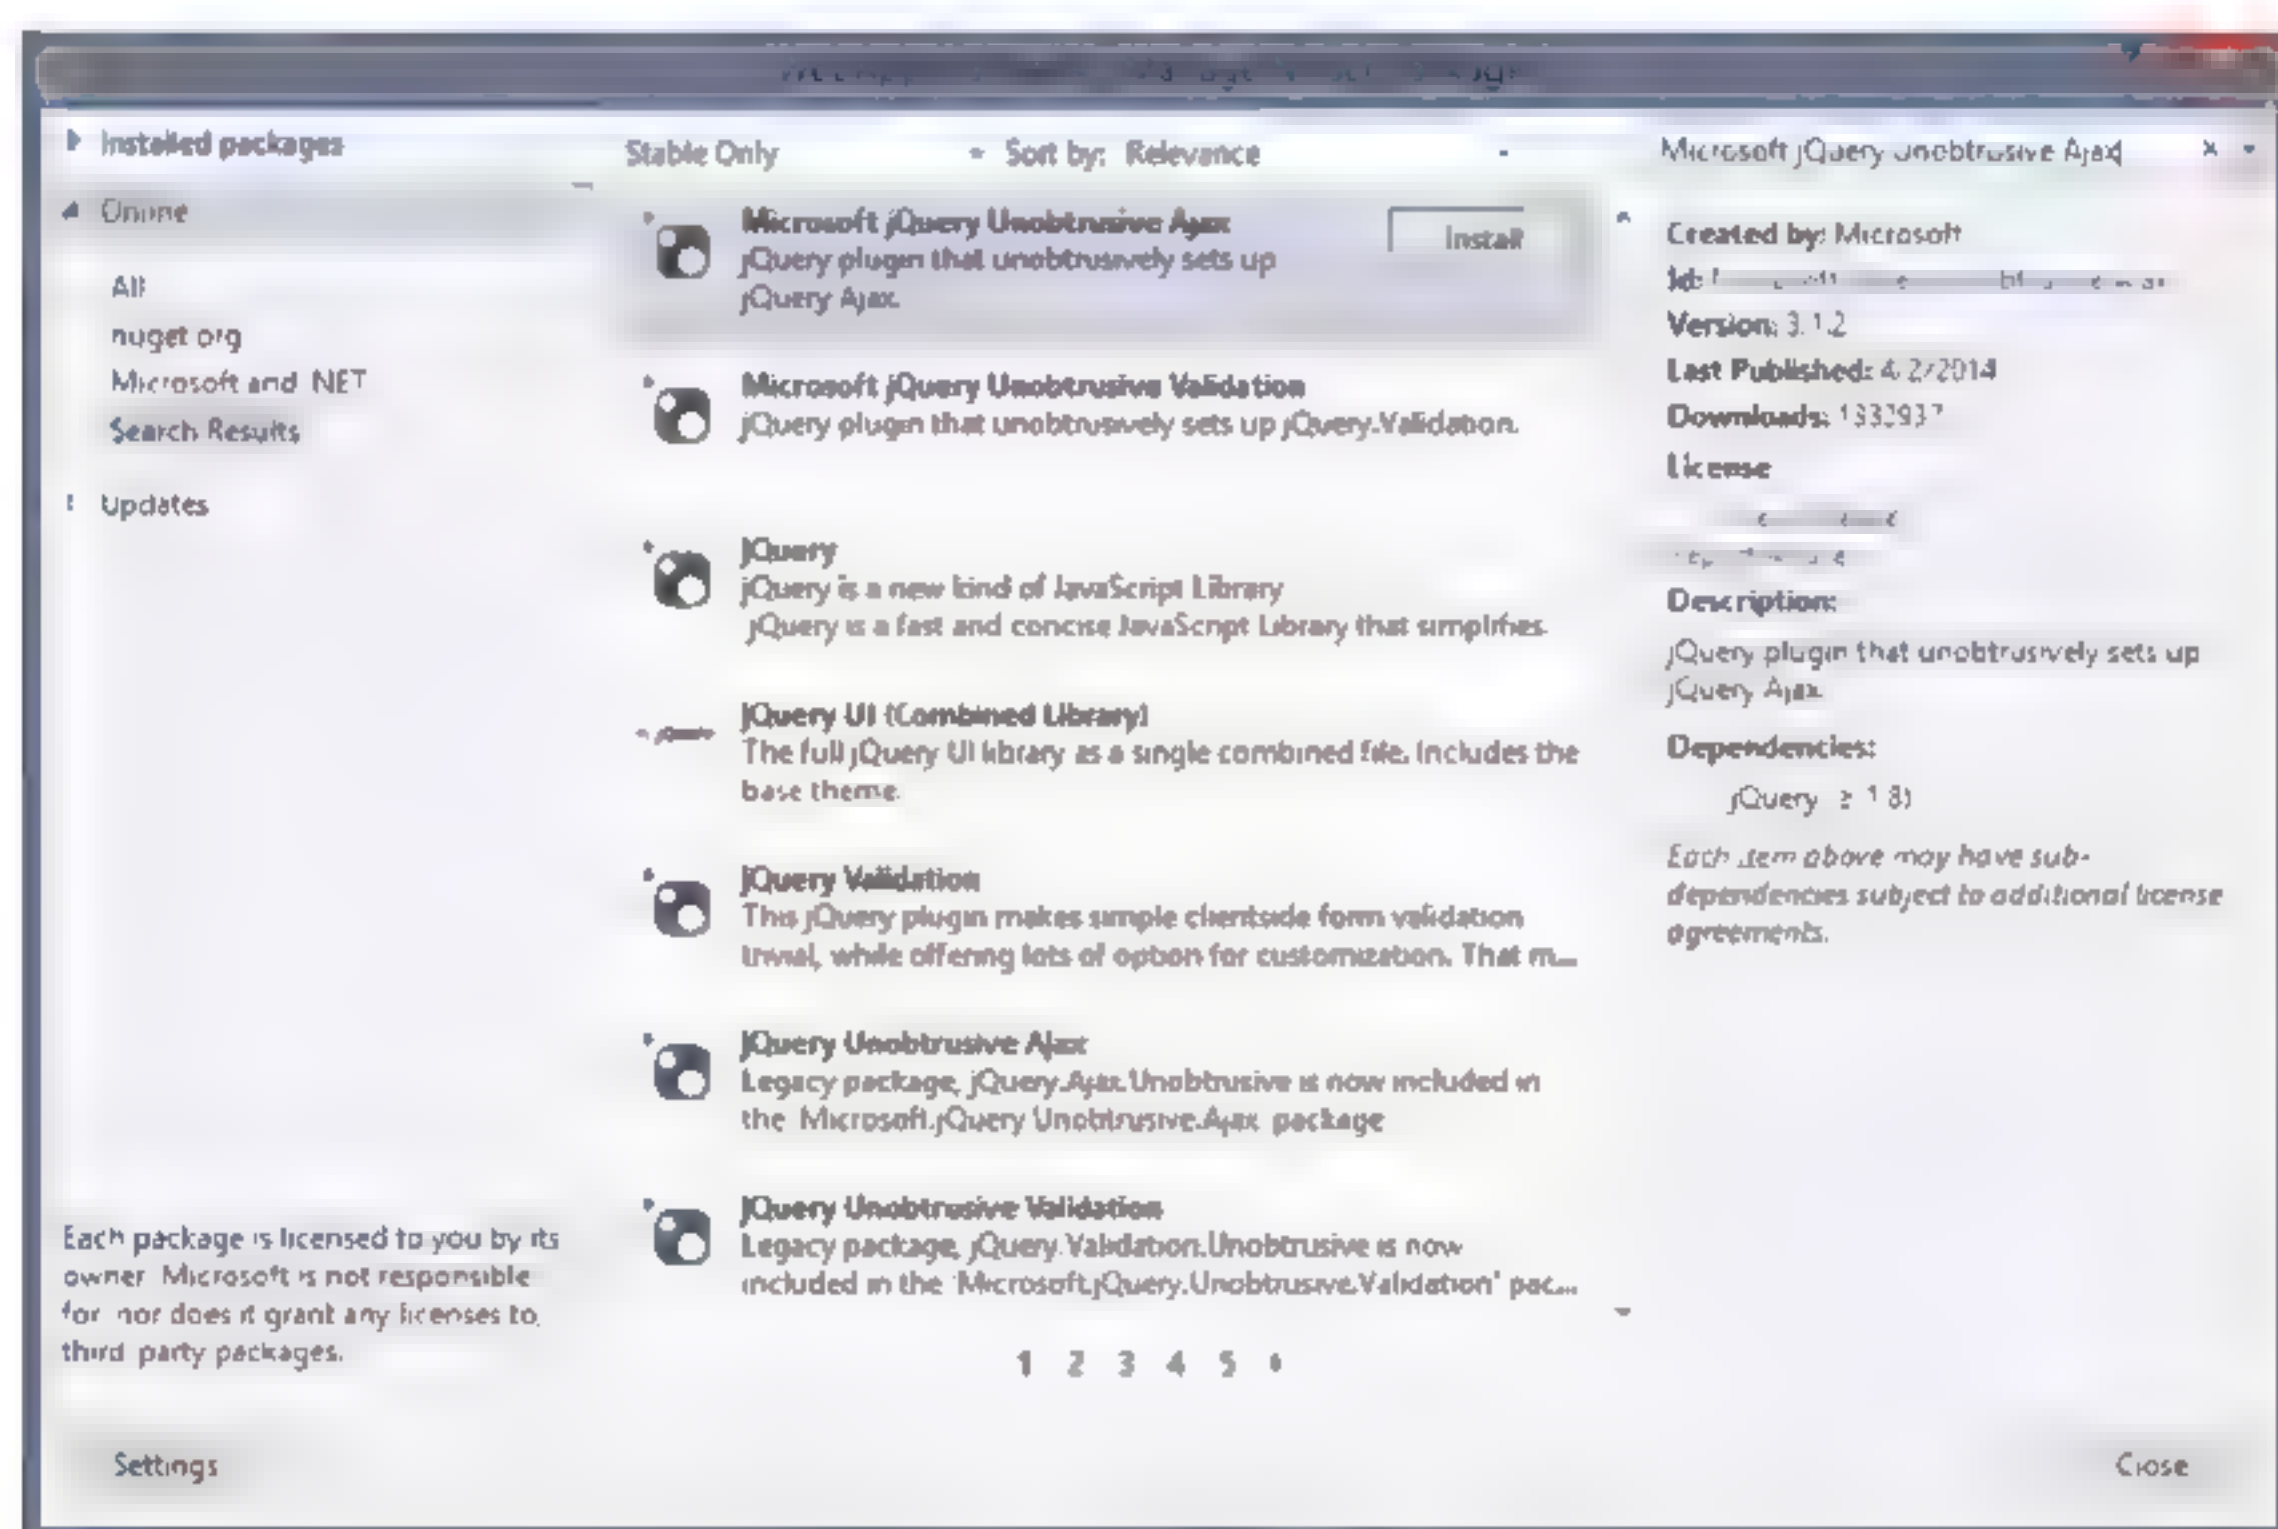 Installed packages
Online
All
nuget.org
Microsoft and .NET
Search Results
Updates
Each package is licensed to you by its
owner. Microsoft is not responsible
for, nor does it grant any licenses to,
third-party packages.
Settings
Stable Only
Sort by: Relevance
Microsoft jQuery Unobtrusive Ajax
jQuery plugin that unobtrusively sets up
jQuery Ajax.
Install
Microsoft jQuery Unobtrusive Validation
jQuery plugin that unobtrusively sets up jQuery.Validation.
jQuery
jQuery is a new kind of JavaScript Library
jQuery is a fast and concise JavaScript Library that simplifies
jQuery UI (Combined Library)
The full jQuery UI library as a single combined file. Includes the
base theme.
jQuery Validation
This jQuery plugin makes simple clientside form validation
trivial, while offering lots of option for customization. That m...
jQuery Unobtrusive Ajax
Legacy package, jQuery.Ajax.Unobtrusive is now included in
the 'Microsoft.jQuery.Unobtrusive.Ajax' package
jQuery Unobtrusive Validation
Legacy package, jQuery.Validation.Unobtrusive is now
included in the 'Microsoft.jQuery.Unobtrusive.Validation' pac...
1 2 3 4 5
Microsoft jQuery unobtrusive Ajax
Created by: Microsoft
Id:
Version: 3.1.2
Last Published: 4/2/2014
Downloads:
License
Description:
jQuery plugin that unobtrusively sets up
jQuery Ajax.
Dependencies:
jQuery ≥ 1.8)
Each item above may have sub-
dependencies subject to additional license
agreements.
Close